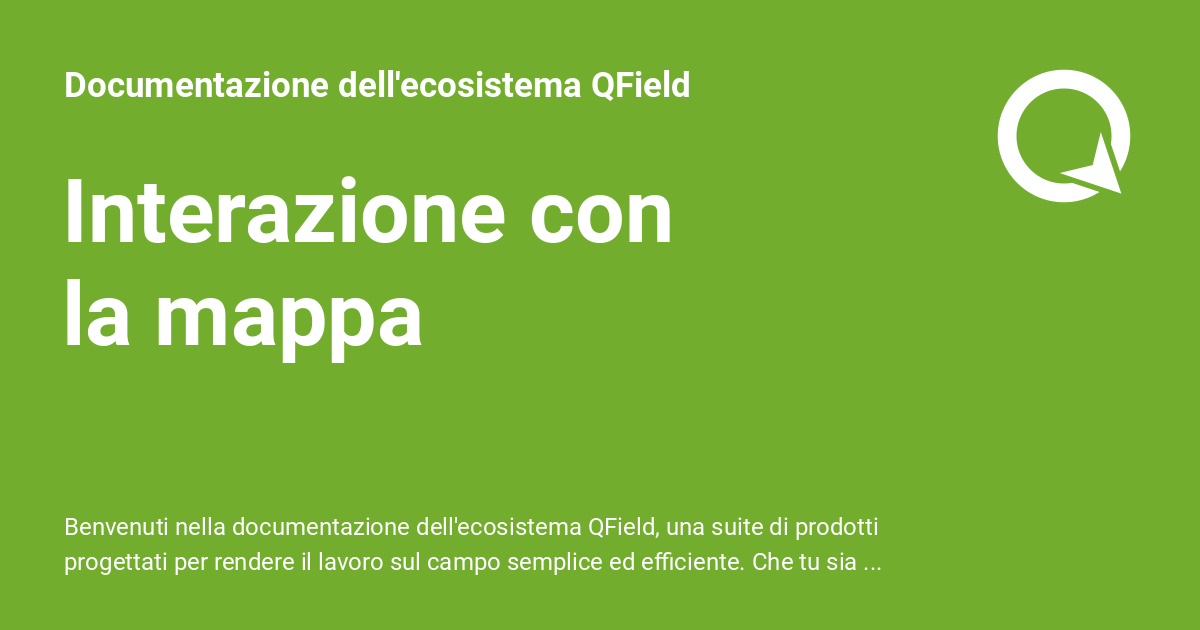 Documentazione dell'ecosistema QField
Interazione con
la mappa
Benvenuti nella documentazione dell'ecosistema QField, una suite di prodotti
progettati per rendere il lavoro sul campo semplice ed efficiente. Che tu sia ...